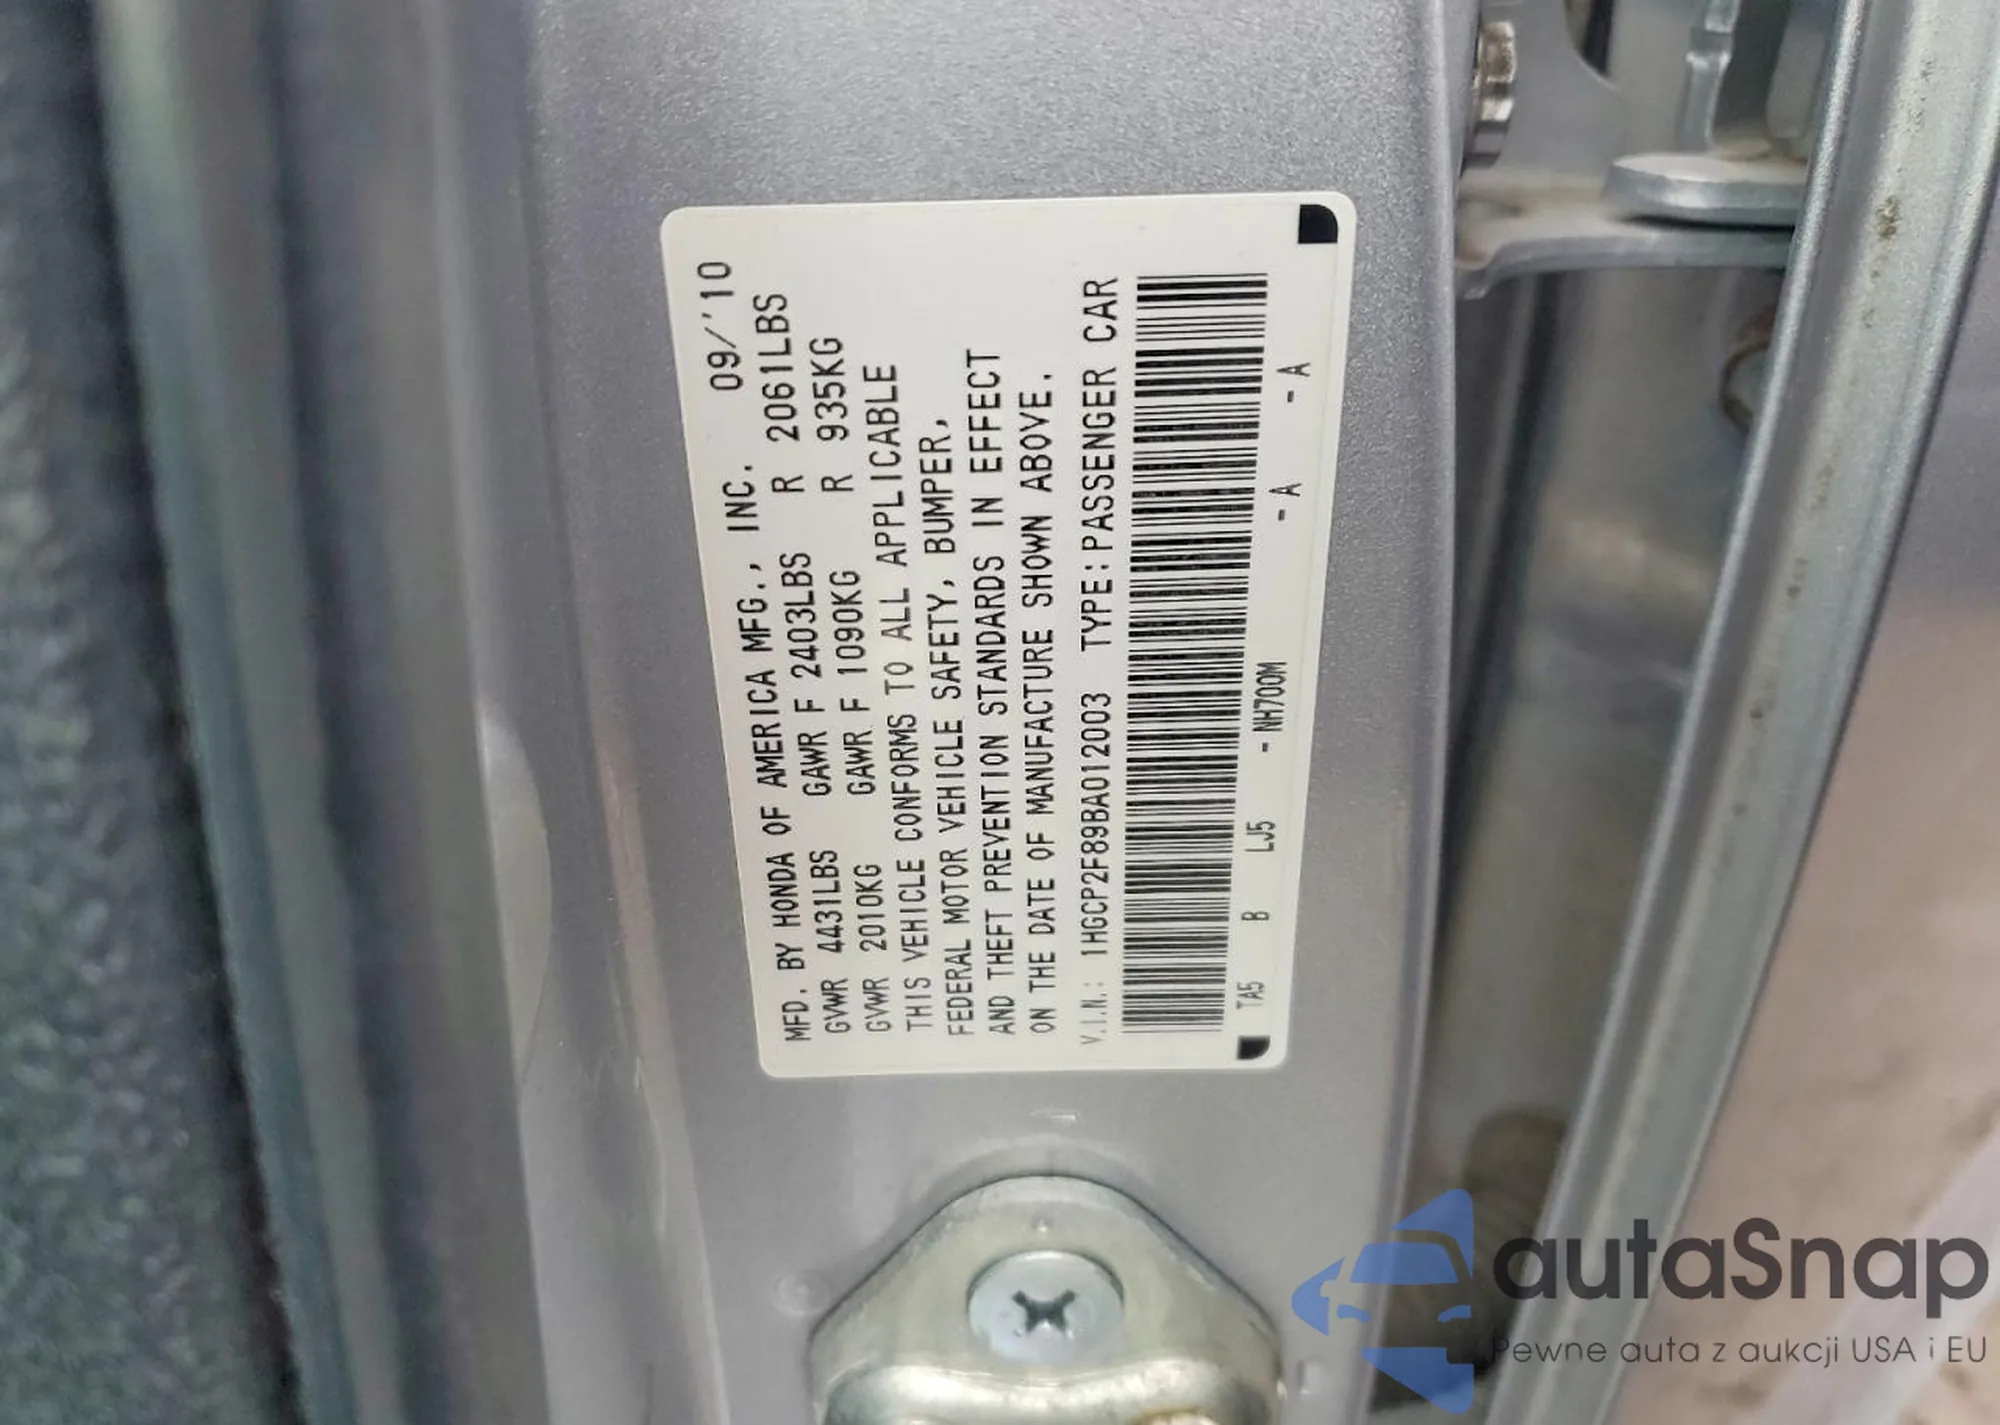 MFD. BY HONDA OF AMERICA MFG., INC. 09/'10
GVWR 4431LBS GAWR F 2403LBS R 2061LBS
GVWR 2010KG GAWR F 1090KG R 935KG
THIS VEHICLE CONFORMS TO ALL APPLICABLE
FEDERAL MOTOR VEHICLE SAFETY, BUMPER,
AND THEFT PREVENTION STANDARDS IN EFFECT
ON THE DATE OF MANUFACTURE SHOWN ABOVE.
V.I.N.: 1HGCP2F89BA012003 TYPE: PASSENGER CAR
TA5 B LJ5 - NH700M - A - A
autaSnap
Pewne auta z aukcji USA i EU